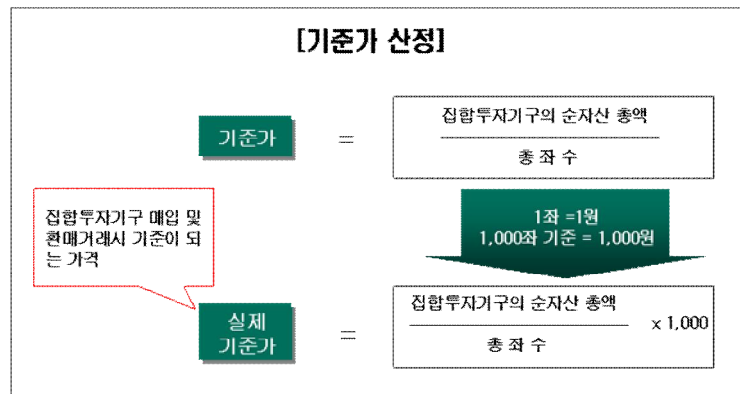 [기준가 산정]
기준가
=
집합투자기구의 순자산 총액
총 좌 수
1좌 =1원
1,000좌 기준 = 1,000원
집합투자기구 매입 및
환매거래시 기준이 되
는 가격
실제
기준가
=
집합투자기구의 순자산 총액
총 좌 수
x 1,000